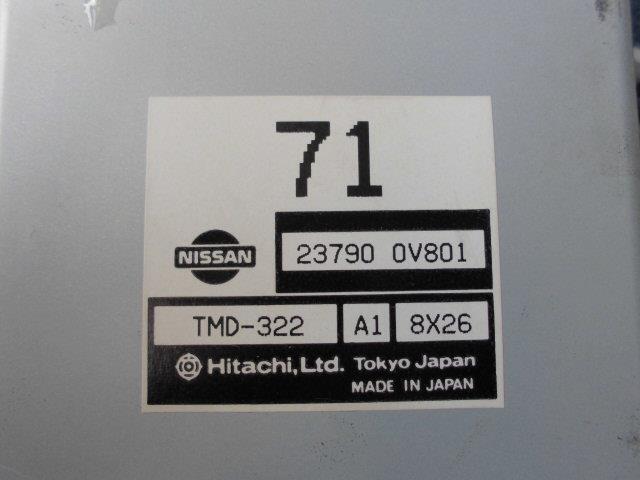 71
NISSAN
23790 0V801
TMD-322 A1 8X26
Hitachi,Ltd. Tokyo Japan
MADE IN JAPAN